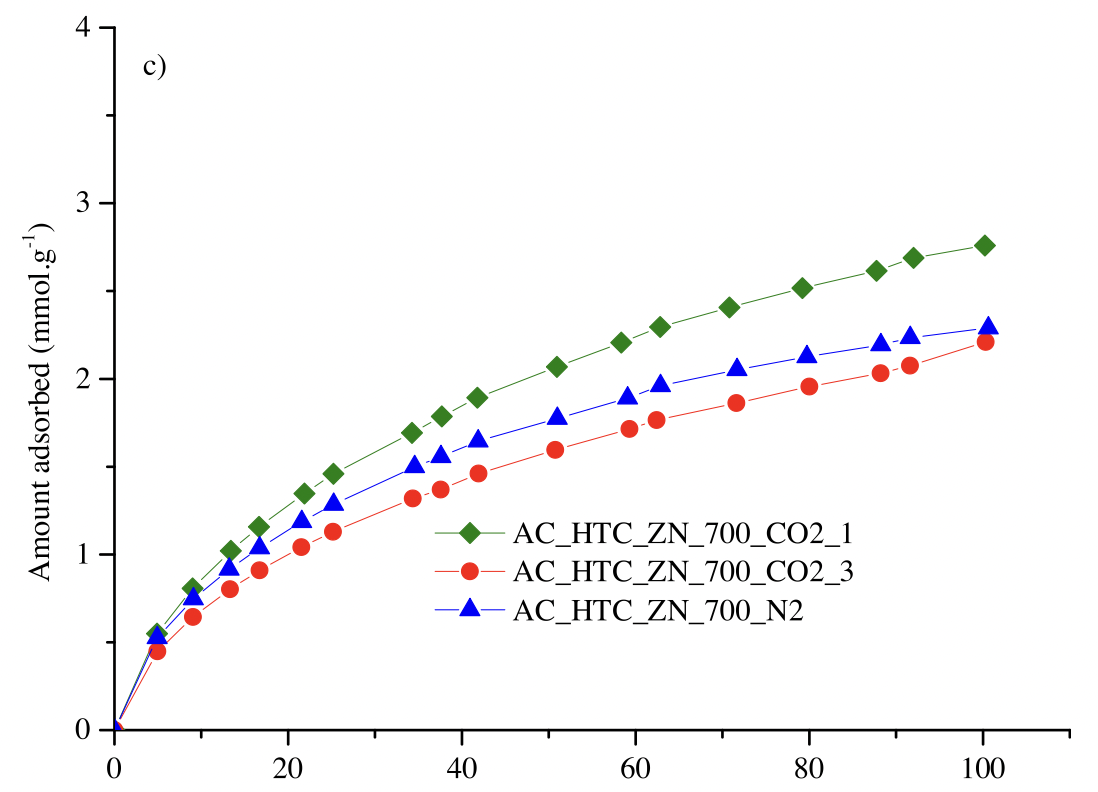 c)
4
3
2
1
0
Amount adsorbed (mmol.g⁻¹)
AC_HTC_ZN_700_CO2_1
AC_HTC_ZN_700_CO2_3
AC_HTC_ZN_700_N2
0 20 40 60 80 100